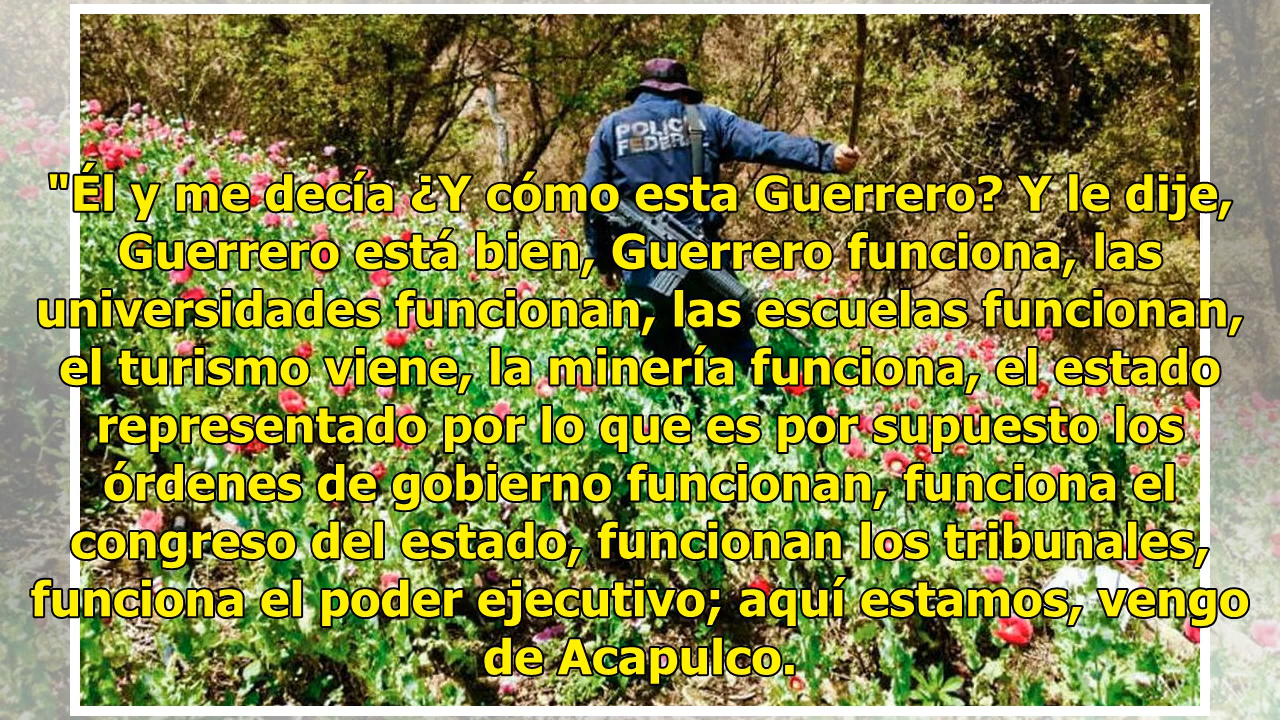 POLICIA
FEDERAL
"Él y me decía ¿Y cómo esta Guerrero? Y le dije,
Guerrero está bien, Guerrero funciona, las
universidades funcionan, las escuelas funcionan,
el turismo viene, la minería funciona, el estado
representado por lo que es por supuesto los
órdenes de gobierno funcionan, funciona el
congreso del estado, funcionan los tribunales,
funciona el poder ejecutivo; aquí estamos, vengo
de Acapulco.